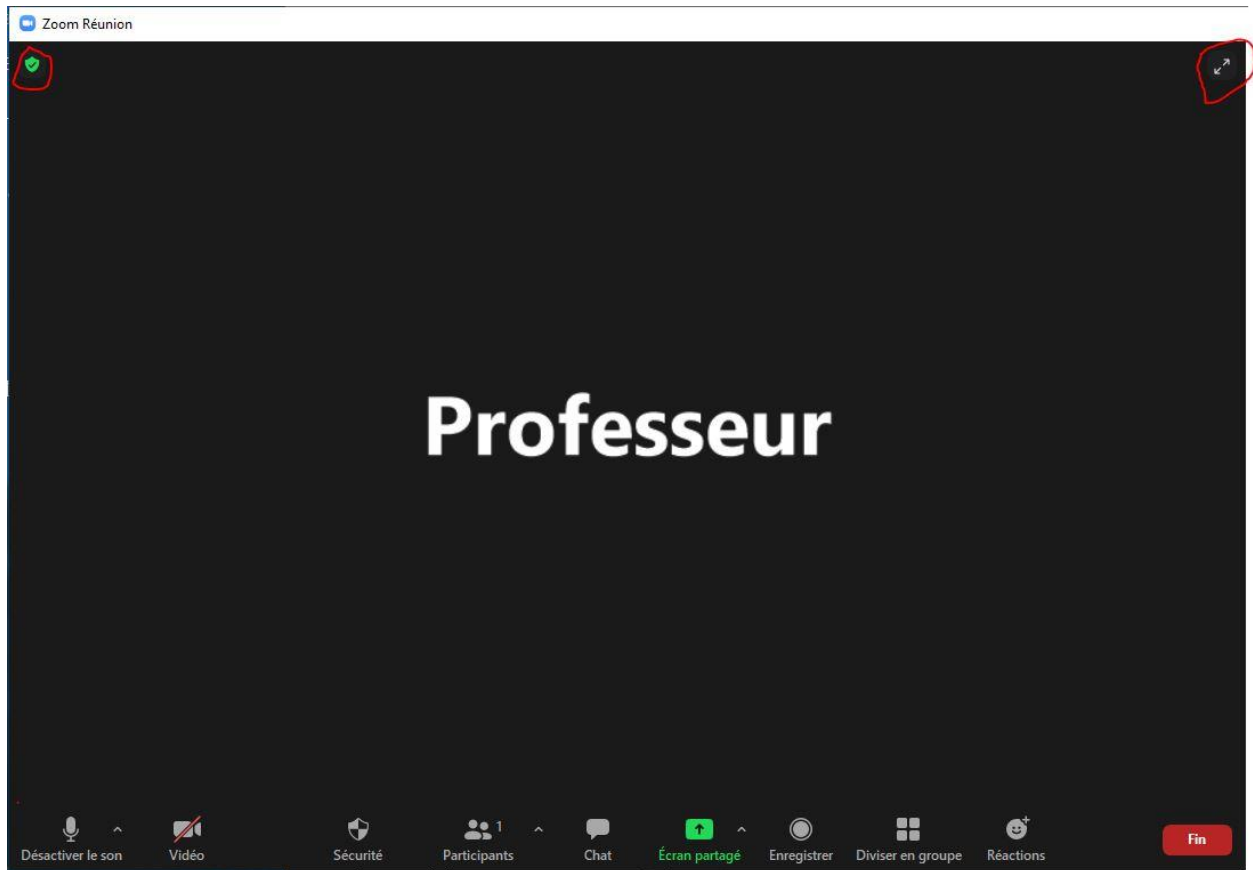 Zoom Réunion
Professeur
1
Désactiver le son Vidéo Sécurité Participants Chat Écran partagé Enregistrer Diviser en groupe Réactions Fin